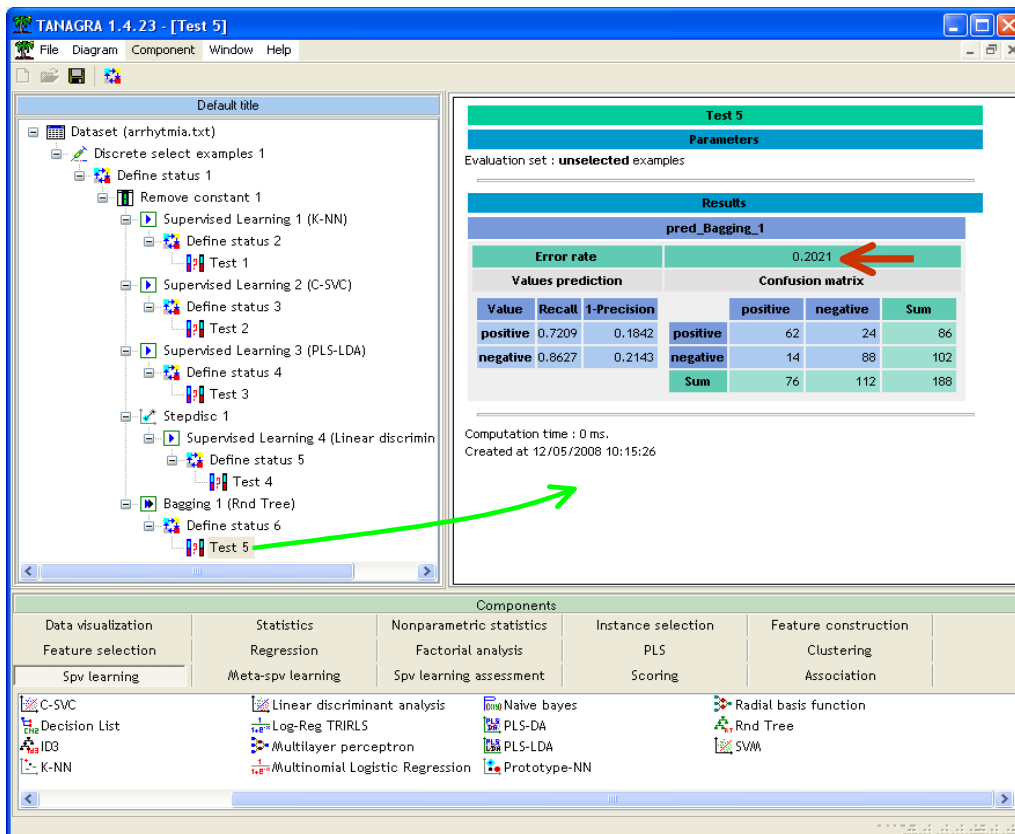 TANAGRA 1.4.23 - [Test 5]
File Diagram Component Window Help
Default title
Dataset (arrhytmia.txt)
Discrete select examples 1
Define status 1
Remove constant 1
Supervised Learning 1 (K-NN)
Define status 2
Test 1
Supervised Learning 2 (C-SVC)
Define status 3
Test 2
Supervised Learning 3 (PLS-LDA)
Define status 4
Test 3
Stepdisc 1
Supervised Learning 4 (Linear discrimin
Define status 5
Test 4
Bagging 1 (Rnd Tree)
Define status 6
Test 5
Test 5
Parameters
Evaluation set : unselected examples
Results
pred_Bagging_1
Error rate 0.2021
Values prediction Confusion matrix
Value Recall 1-Precision positive negative Sum
positive 0.7209 0.1842 positive 62 24 86
negative 0.8627 0.2143 negative 14 88 102
Sum 76 112 188
Computation time : 0 ms.
Created at 12/05/2008 10:15:26
Components
Data visualization Statistics Nonparametric statistics Instance selection Feature construction
Feature selection Regression Factorial analysis PLS Clustering
Spv learning Meta-spv learning Spv learning assessment Scoring Association
C-SVC Linear discriminant analysis Naive bayes Radial basis function
Decision List Log-Reg TRIRLS PLS-DA Rnd Tree
ID3 Multilayer perceptron PLS-LDA SVM
K-NN Multinomial Logistic Regression Prototype-NN